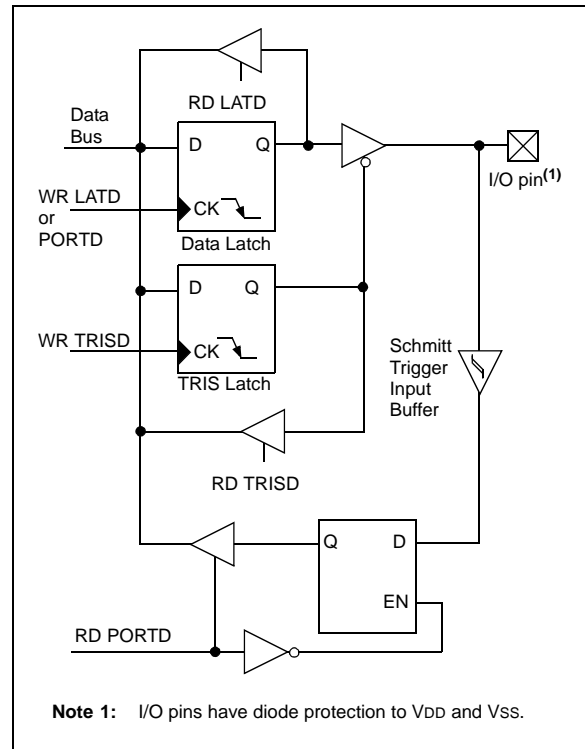 RD LATD
Data
Bus
D Q
WR LATD
or
PORTD
CK
Data Latch
I/O pin(1)
D Q
WR TRISD
CK
TRIS Latch
Schmitt
Trigger
Input
Buffer
RD TRISD
Q D
EN
RD PORTD
Note 1: I/O pins have diode protection to VDD and VSS.